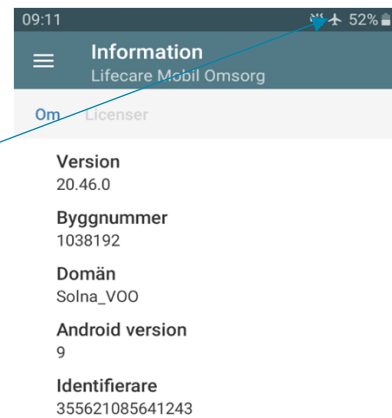 09:11 52%
Information
Lifecare Mobil Omsorg
Om Licenser
Version
20.46.0
Byggnummer
1038192
Domän
Solna_VOO
Android version
9
Identifierare
355621085641243